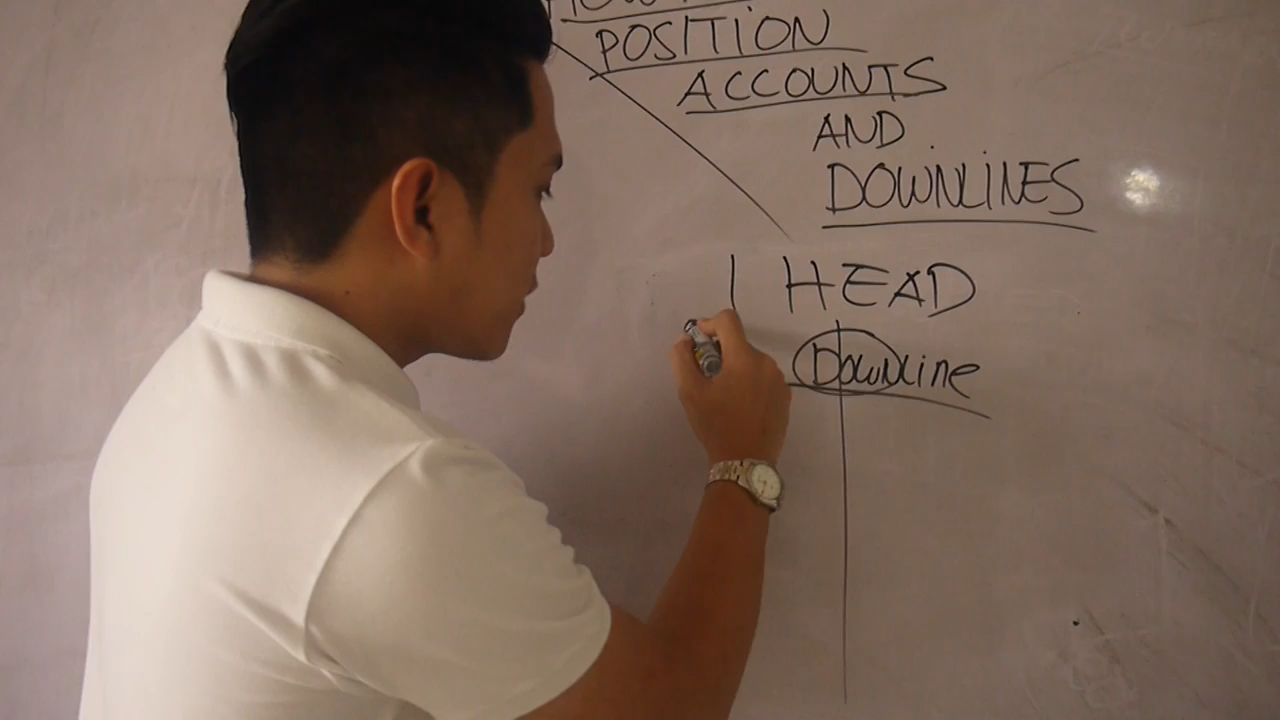 POSITION
ACCOUNTS
AND
DOWNLINES
1 HEAD
Downline